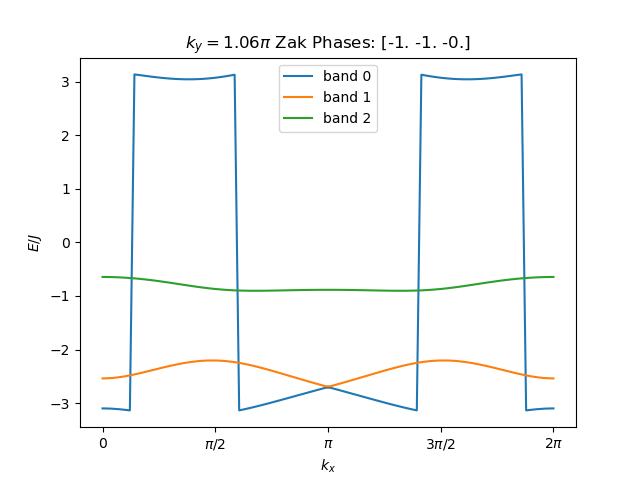 $k_y = 1.06\pi$ Zak Phases: [-1. -1. -0.]
band 0
band 1
band 2
3
2
1
0
−1
−2
−3
E/J
0
π/2
π
3π/2
2π
$k_x$